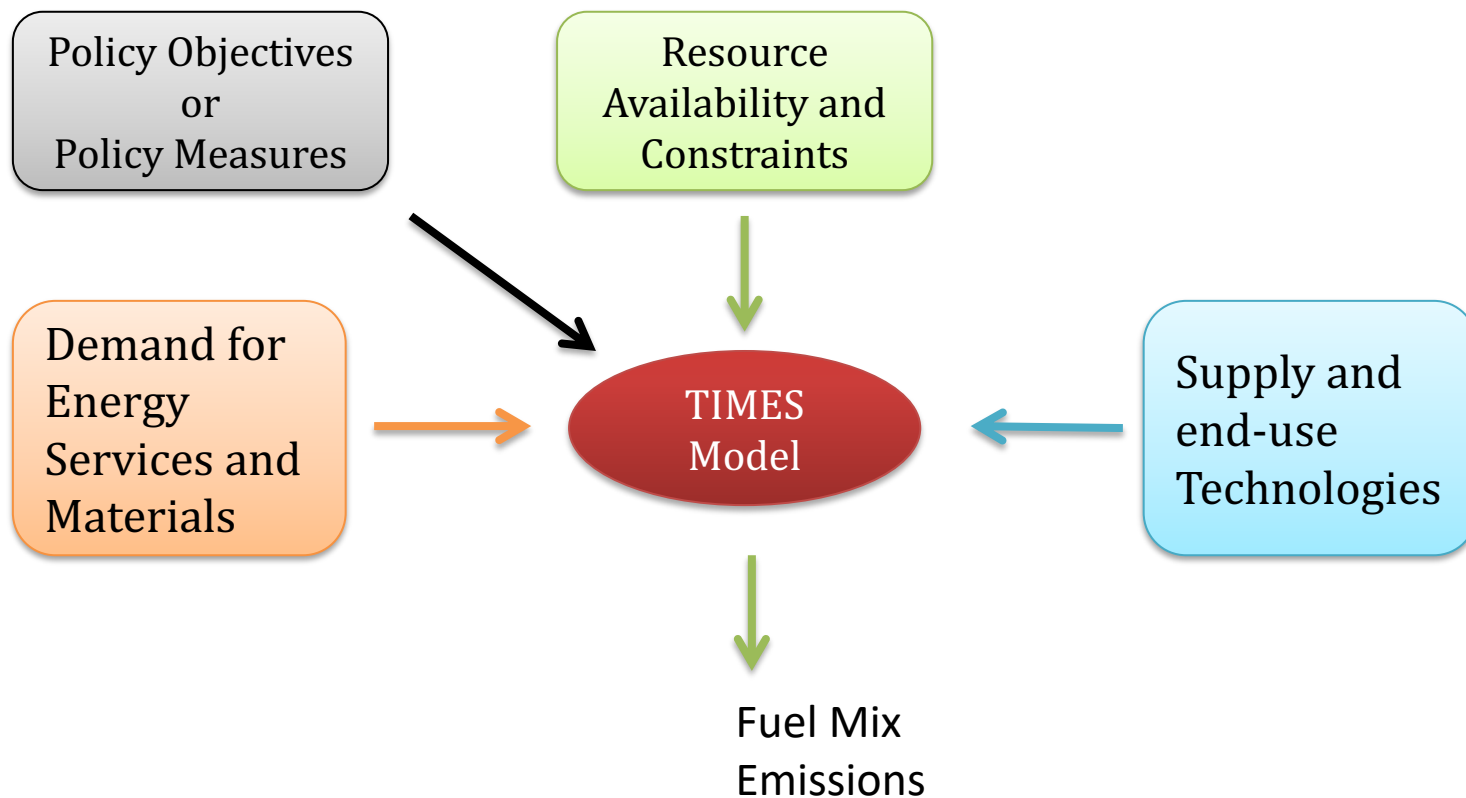 Policy Objectives
or
Policy Measures
Resource
Availability and
Constraints
Demand for
Energy
Services and
Materials
TIMES
Model
Supply and
end-use
Technologies
Fuel Mix
Emissions